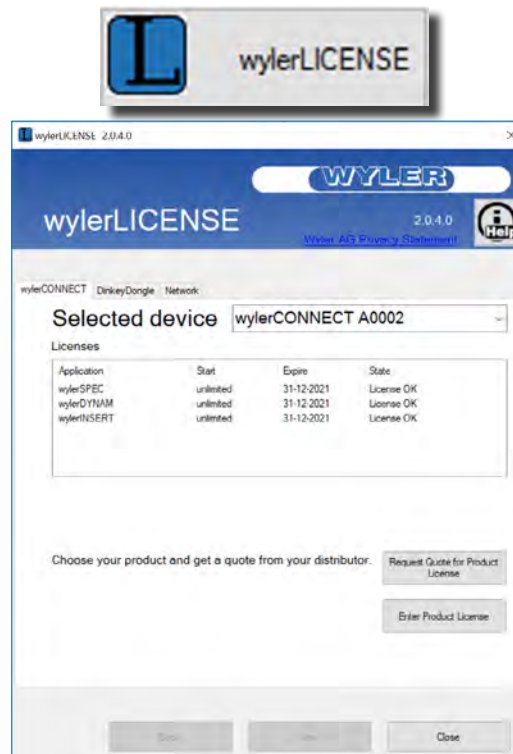 L wylerLICENSE
L wylerLICENSE 2.0.4.0 ×
WYLER
wylerLICENSE 2.0.4.0 Help
Wyler AG Privacy Statement
wylerCONNECT DinkeyDongle Network
Selected device wylerCONNECT A0002
Licenses
Application Start Expire State
wylerSPEC unlimited 31-12-2021 License OK
wylerDYNAM unlimited 31-12-2021 License OK
wylerINSERT unlimited 31-12-2021 License OK
Choose your product and get a quote from your distributor. Request Quote for Product
License
Enter Product License
Close